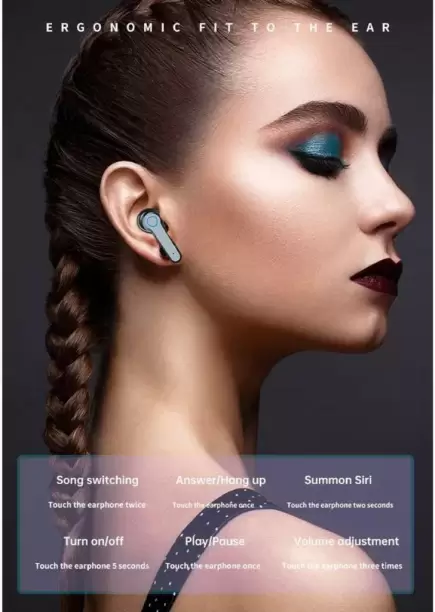 ERGONOMIC FIT TO THE EAR
Song switching
Touch the earphone twice
Answer/Hang up
Touch the earphone once
Summon Siri
Touch the earphone two seconds
Turn on/off
Touch the earphone 5 seconds
Play/Pause
Touch,the earphone once
Volume adjustment
Touch the earphone three times